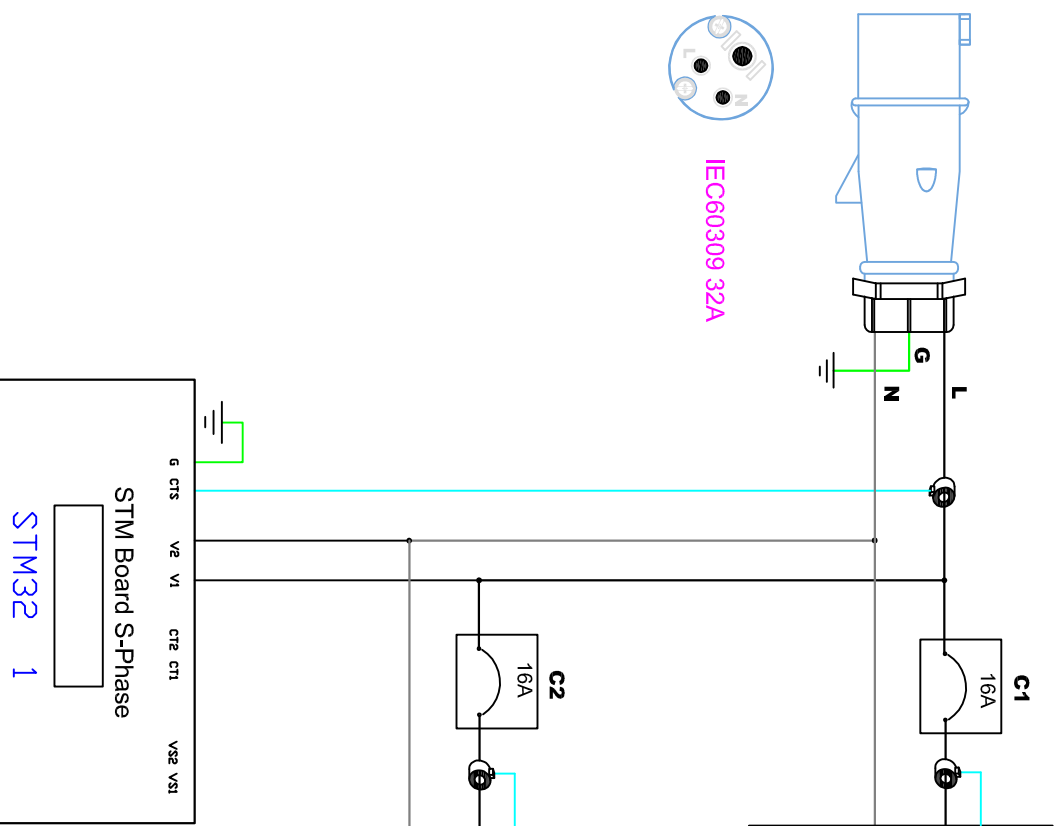 L
N
IEC60309 32A
G
N
L
G
CTS
V2
V1
CT2
CT1
VS2
VS1
STM Board S-Phase
STM32 1
C2
16A
C1
16A